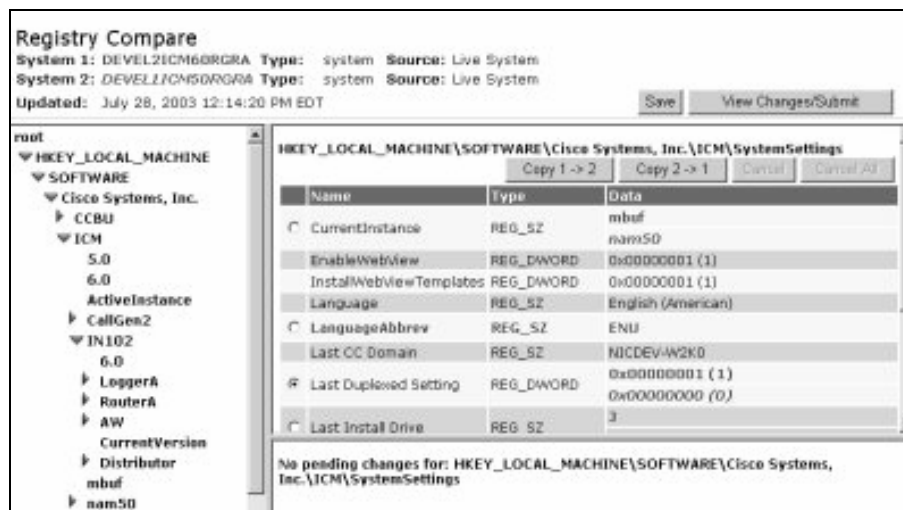 Registry Compare
System 1: DEVEL2ICM60RGRA Type: system Source: Live System
System 2: DEVEL1ICM50RGRA Type: system Source: Live System
Updated: July 28, 2003 12:14:20 PM EDT
Save View Changes/Submit
root
HKEY_LOCAL_MACHINE
SOFTWARE
Cisco Systems, Inc.
CCBU
ICM
5.0
6.0
ActiveInstance
CallGen2
IN102
6.0
LoggerA
RouterA
AW
CurrentVersion
Distributor
mbuf
nam50
HKEY_LOCAL_MACHINE\SOFTWARE\Cisco Systems, Inc.\ICM\SystemSettings
Copy 1 -> 2 Copy 2 -> 1 Cancel Cancel All
Name Type Data
CurrentInstance REG_SZ mbuf
nam50
EnableWebView REG_DWORD 0x00000001 (1)
InstallWebViewTemplates REG_DWORD 0x00000001 (1)
Language REG_SZ English (American)
LanguageAbbrev REG_SZ ENU
Last CC Domain REG_SZ NICDEV-W2K0
Last Duplexed Setting REG_DWORD 0x00000001 (1)
0x00000000 (0)
Last Install Drive REG_SZ 3
No pending changes for: HKEY_LOCAL_MACHINE\SOFTWARE\Cisco Systems,
Inc.\ICM\SystemSettings